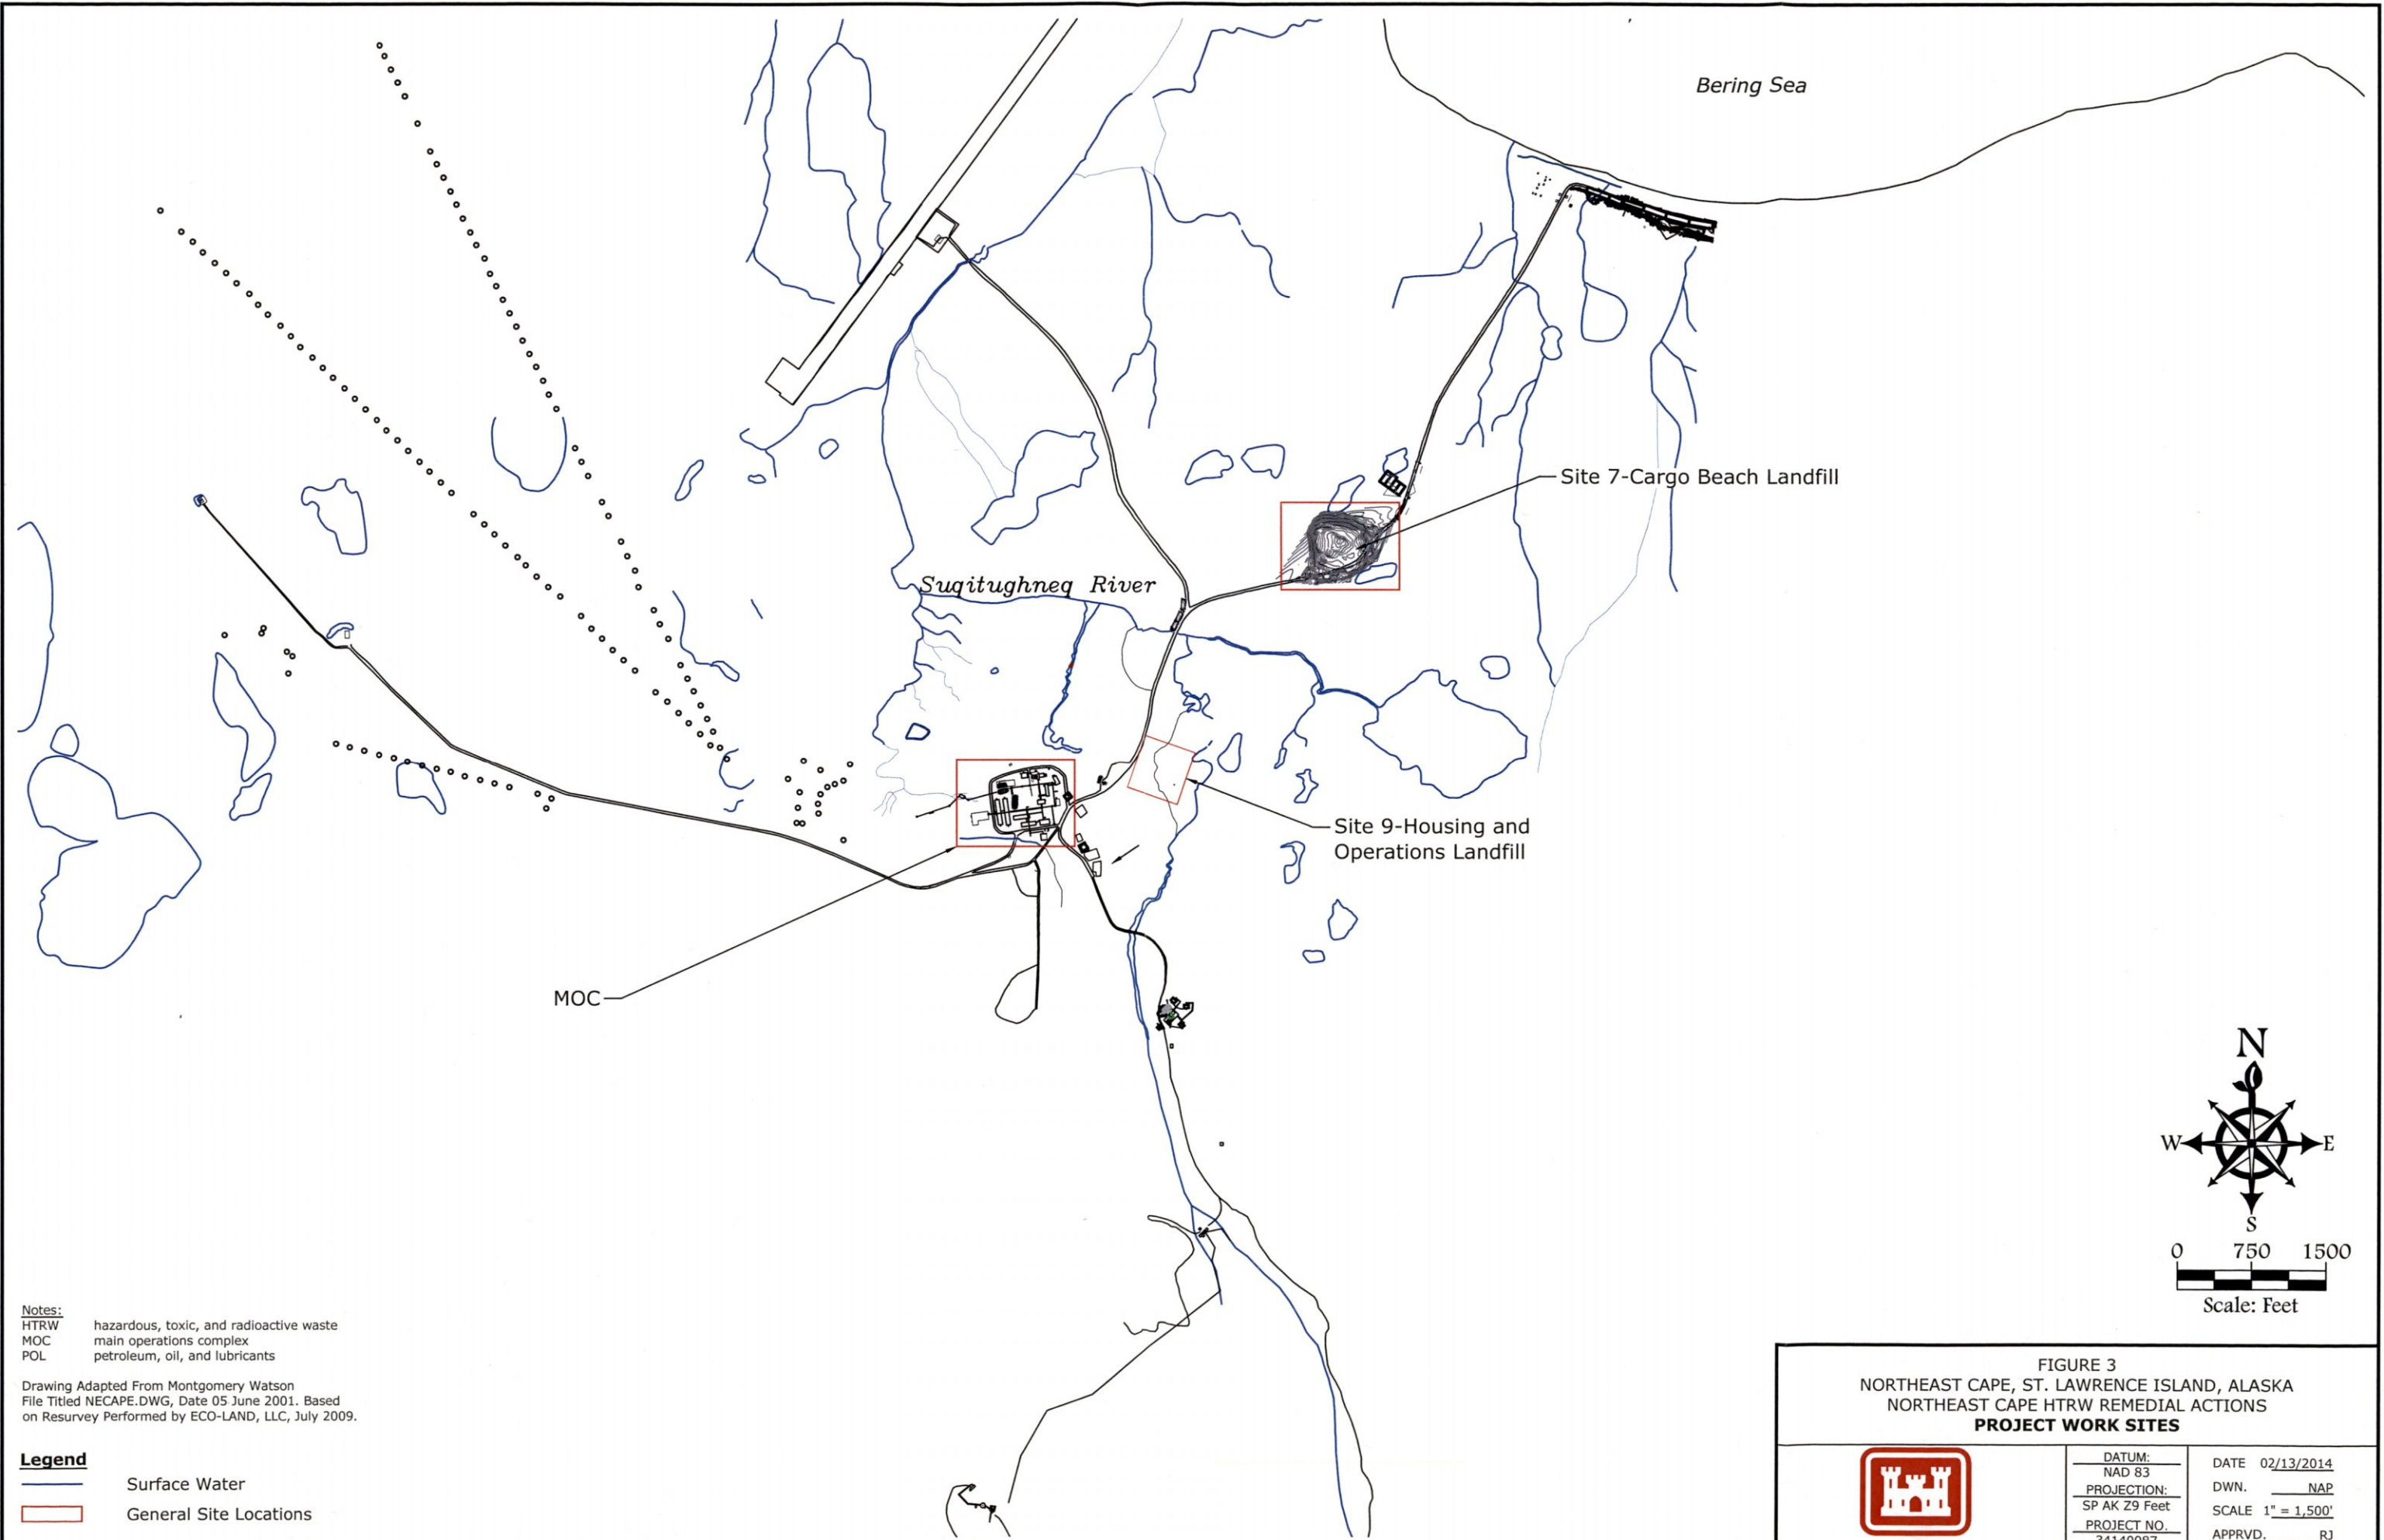 Bering Sea
Site 7-Cargo Beach Landfill
Suqitughneq River
Site 9-Housing and
Operations Landfill
MOC
N
W
E
S
0 750 1500
Scale: Feet
Notes:
HTRW hazardous, toxic, and radioactive waste
MOC main operations complex
POL petroleum, oil, and lubricants
Drawing Adapted From Montgomery Watson
File Titled NECAPE.DWG, Date 05 June 2001. Based
on Resurvey Performed by ECO-LAND, LLC, July 2009.
Legend
Surface Water
General Site Locations
FIGURE 3
NORTHEAST CAPE, ST. LAWRENCE ISLAND, ALASKA
NORTHEAST CAPE HTRW REMEDIAL ACTIONS
PROJECT WORK SITES
DATUM:
NAD 83
PROJECTION:
SP AK Z9 Feet
PROJECT NO.
DATE 02/13/2014
DWN. NAP
SCALE 1" = 1,500'
APPRVD. RJ